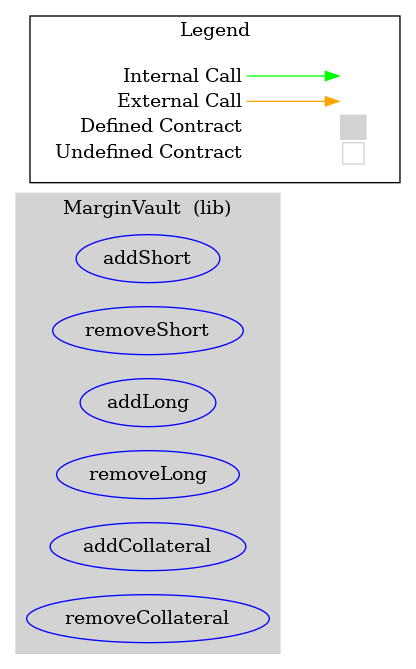 Legend
Internal Call
External Call
Defined Contract
Undefined Contract
MarginVault  (lib)
addShort
removeShort
addLong
removeLong
addCollateral
removeCollateral